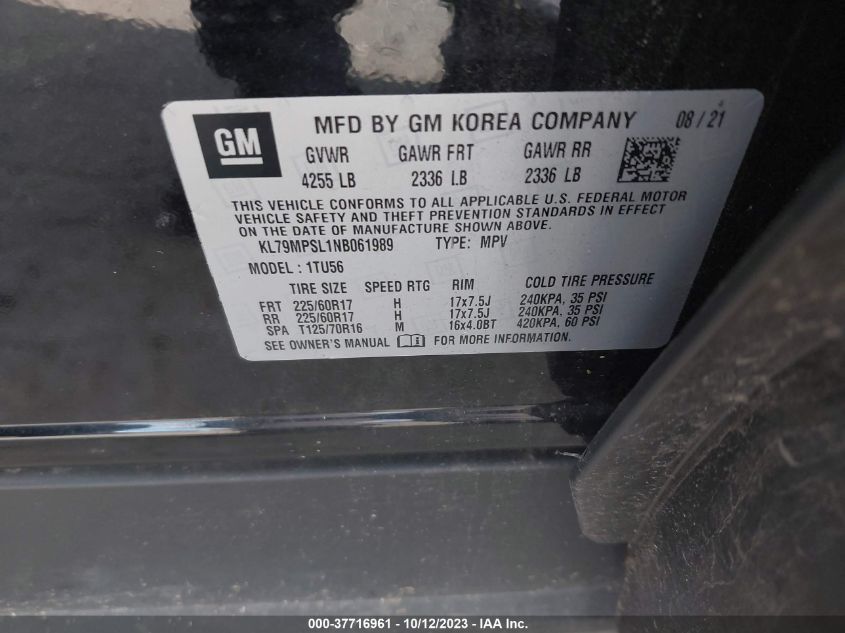 GM
MFD BY GM KOREA COMPANY 08 / 21
GVWR GAWR FRT GAWR RR
4255 LB 2336 LB 2336 LB
THIS VEHICLE CONFORMS TO ALL APPLICABLE U.S. FEDERAL MOTOR
VEHICLE SAFETY AND THEFT PREVENTION STANDARDS IN EFFECT
ON THE DATE OF MANUFACTURE SHOWN ABOVE.
KL79MPSL1NB061989 TYPE: MPV
MODEL : 1TU56
TIRE SIZE SPEED RTG RIM COLD TIRE PRESSURE
FRT 225/60R17 H 17x7.5J 240KPA, 35 PSI
RR 225/60R17 H 17x7.5J 240KPA, 35 PSI
SPA T125/70R16 M 16x4.0BT 420KPA, 60 PSI
SEE OWNER'S MANUAL FOR MORE INFORMATION.
000-37716961 - 10/12/2023 - IAA Inc.